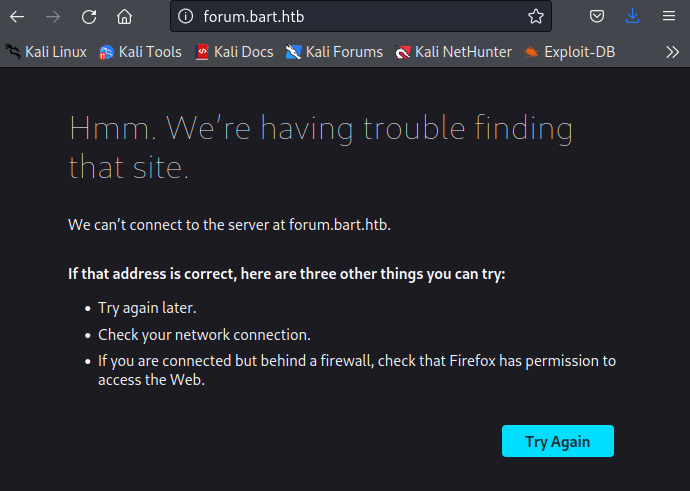 forum.bart.htb
Kali Linux Kali Tools Kali Docs Kali Forums Kali NetHunter Exploit-DB
Hmm. We’re having trouble finding
that site.
We can’t connect to the server at forum.bart.htb.
If that address is correct, here are three other things you can try:
• Try again later.
• Check your network connection.
• If you are connected but behind a firewall, check that Firefox has permission to
access the Web.
Try Again